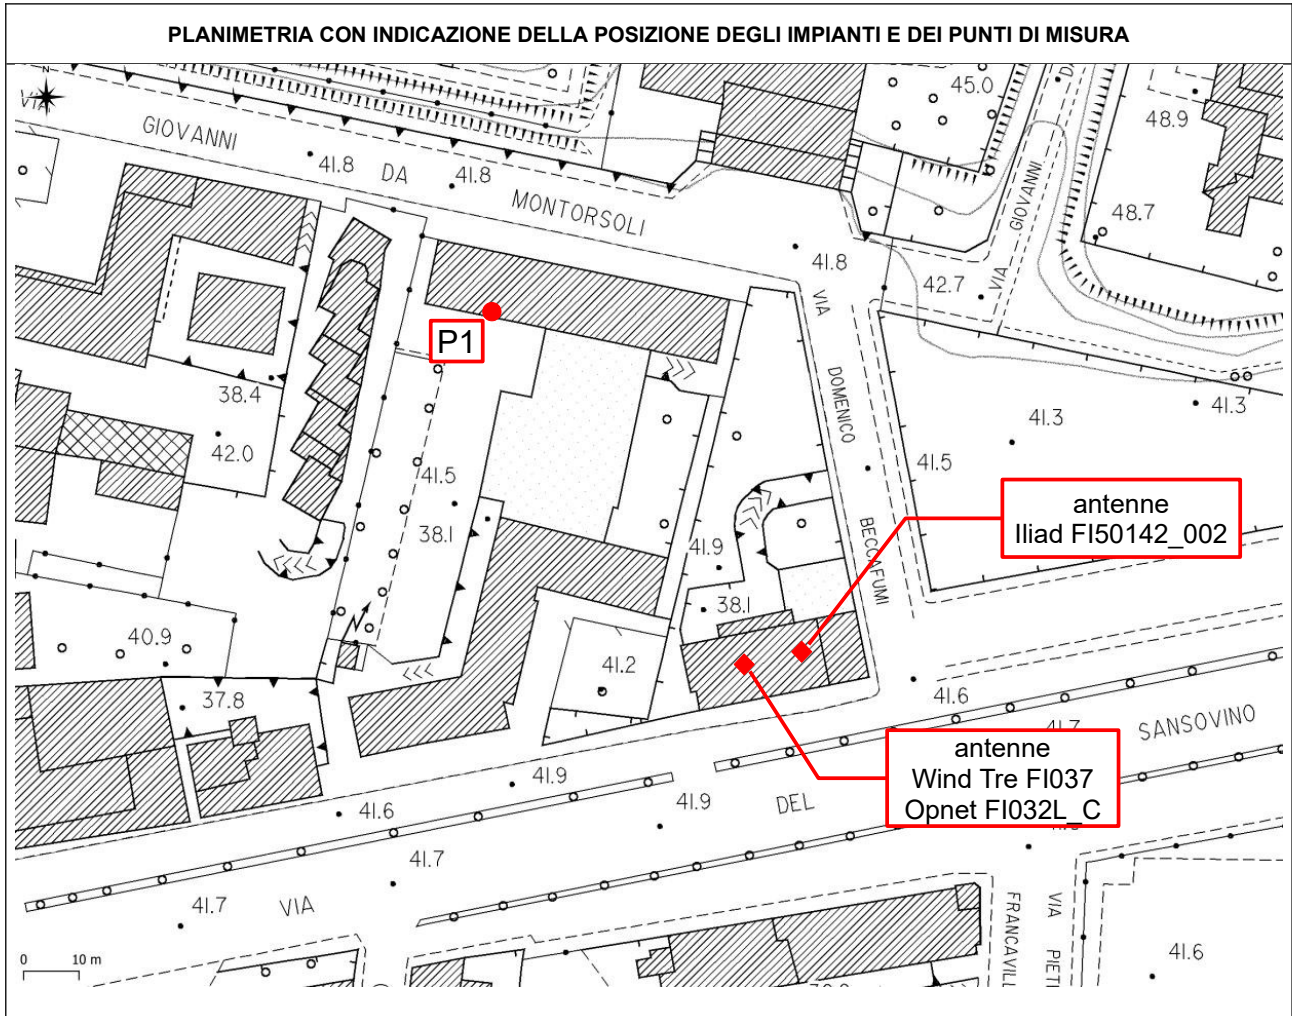 PLANIMETRIA CON INDICAZIONE DELLA POSIZIONE DEGLI IMPIANTI E DEI PUNTI DI MISURA
N
VIA
GIOVANNI
DA
MONTORSOLI
41.8
41.8
45.0
48.9
48.7
VIA
GIOVANNI
DA
41.8
42.7
P1
VIA
DOMENICO
BECCAFUMI
38.4
42.0
41.3
41.3
41.5
41.5
38.1
antenne
Iliad FI50142_002
41.9
38.1
40.9
41.2
37.8
41.6
41.7
SANSOVINO
antenne
Wind Tre FI037
Opnet FI032L_C
41.9
41.9
DEL
41.6
41.7
41.7
VIA
FRANCAVILL
VIA PIET
41.6
0 10 m